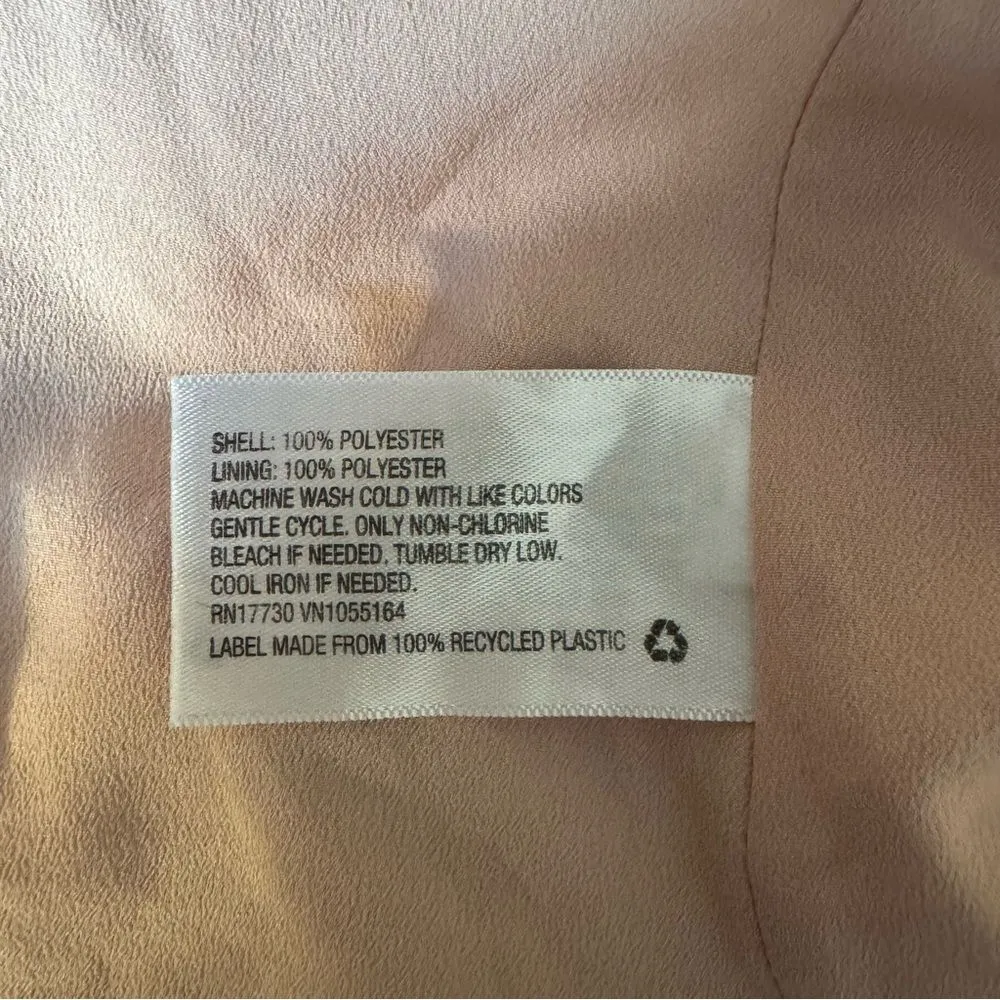 SHELL: 100% POLYESTER
LINING: 100% POLYESTER
MACHINE WASH COLD WITH LIKE COLORS
GENTLE CYCLE. ONLY NON-CHLORINE
BLEACH IF NEEDED. TUMBLE DRY LOW.
COOL IRON IF NEEDED.
RN17730 VN1055164
LABEL MADE FROM 100% RECYCLED PLASTIC